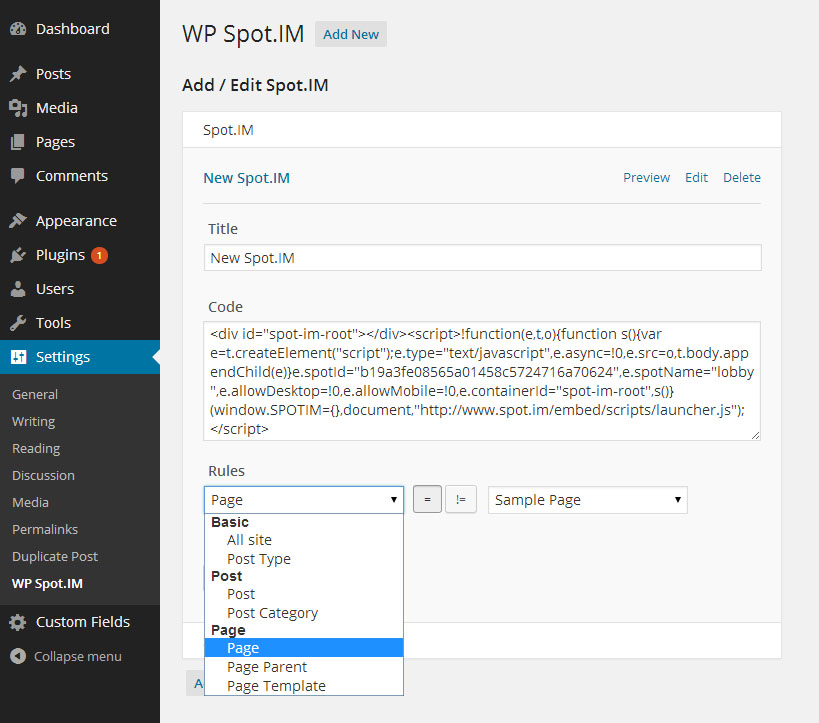 Dashboard
Posts
Media
Pages
Comments
Appearance
Plugins 1
Users
Tools
Settings
General
Writing
Reading
Discussion
Media
Permalinks
Duplicate Post
WP Spot.IM
Custom Fields
Collapse menu
WP Spot.IM Add New
Add / Edit Spot.IM
Spot.IM
New Spot.IM Preview Edit Delete
Title
New Spot.IM
Code
<div id="spot-im-root"></div><script>!function(e,t,o){function s(){var
e=t.createElement("script");e.type="text/javascript",e.async=!0,e.src=o,t.body.app
endChild(e)}e.spotId="b19a3fe08565a01458c5724716a70624",e.spotName="lobby
",e.allowDesktop=!0,e.allowMobile=!0,e.containerId="spot-im-root",s()}
(window.SPOTIM={},document,"http://www.spot.im/embed/scripts/launcher.js");
</script>
Rules
Page = != Sample Page
Basic
All site
Post Type
Post
Post
Post Category
Page
Page
Page Parent
Page Template